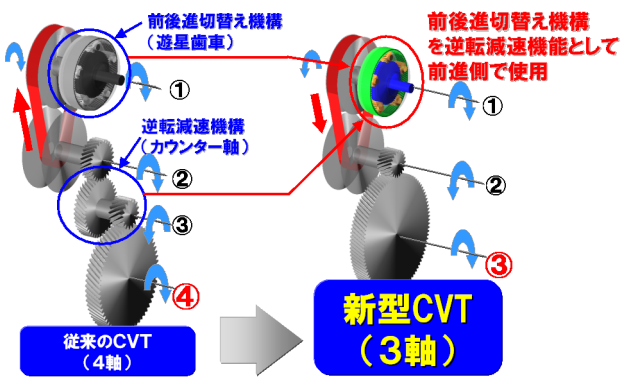 前後進切替え機構
（遊星歯車）
①
逆転減速機構
（カウンター軸）
②
③
④
従来のCVT
（４軸）
前後進切替え機構
を逆転減速機能として
前進側で使用
①
②
③
新型CVT
（３軸）